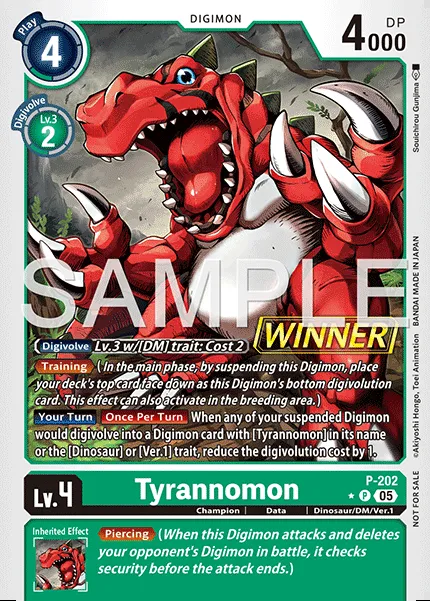 DIGIMON
Play
4
DP
4000
Digivolve
Lv.3
2
Souichirou Gunjima
SAMPLE
WINNER
Digivolve Lv.3 w/[DM] trait: Cost 2
Training (In the main phase, by suspending this Digimon, place
your deck's top card face down as this Digimon's bottom digivolution
card. This effect can also activate in the breeding area.)
Your Turn Once Per Turn When any of your suspended Digimon
would digivolve into a Digimon card with [Tyrannomon] in its name
or the [Dinosaur] or [Ver.1] trait, reduce the digivolution cost by 1.
©Akiyoshi Hongo, Toei Animation BANDAI MADE IN JAPAN
NOT FOR SALE
Lv.4
Tyrannomon
P-202
P 05
Champion | Data | Dinosaur/DM/Ver.1
Inherited Effect
Piercing (When this Digimon attacks and deletes
your opponent's Digimon in battle, it checks
security before the attack ends.)